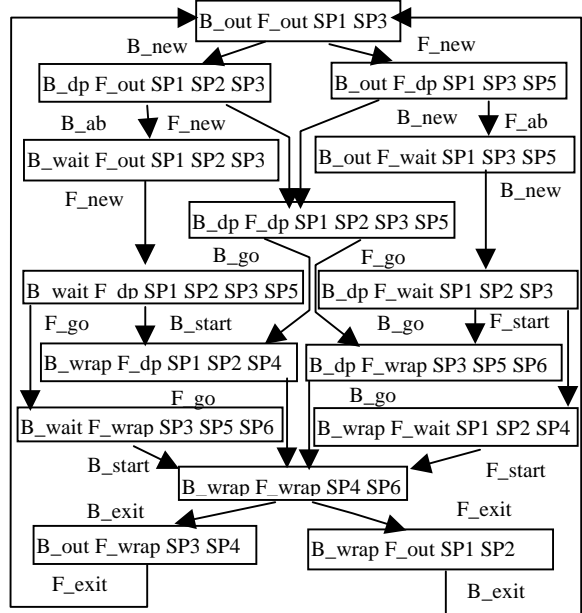 B_out F_out SP1 SP3
B_new
F_new
B_dp F_out SP1 SP2 SP3
B_out F_dp SP1 SP3 SP5
B_ab
F_new
B_new
F_ab
B_wait F_out SP1 SP2 SP3
B_out F_wait SP1 SP3 SP5
F_new
B_new
B_dp F_dp SP1 SP2 SP3 SP5
B_go
F_go
B_wait F_dp SP1 SP2 SP3 SP5
B_dp F_wait SP1 SP2 SP3
F_go
B_start
B_go
F_start
B_wrap F_dp SP1 SP2 SP4
B_dp F_wrap SP3 SP5 SP6
F_go
B_go
B_wait F_wrap SP3 SP5 SP6
B_wrap F_wait SP1 SP2 SP4
B_start
F_start
B_wrap F_wrap SP4 SP6
B_exit
F_exit
B_out F_wrap SP3 SP4
B_wrap F_out SP1 SP2
F_exit
B_exit